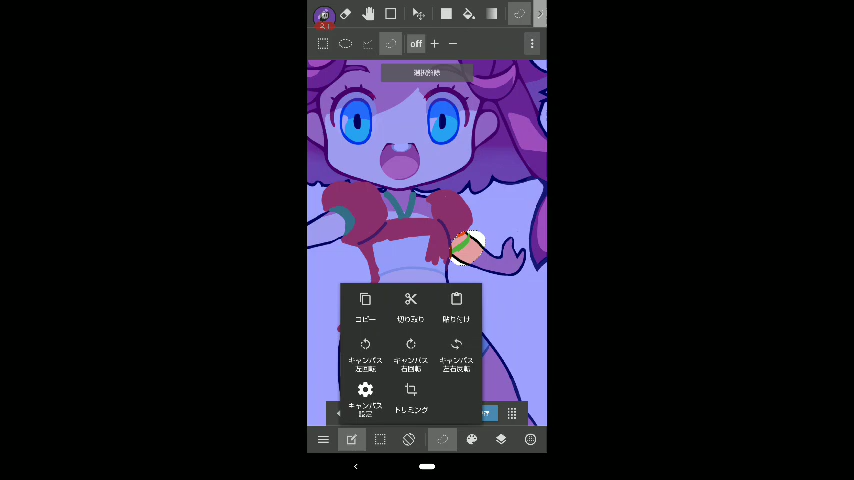 off
選択解除
コピー
切り取り
貼り付け
キャンバス
左回転
キャンバス
右回転
キャンバス
左右反転
キャンバス
設定
トリミング
存